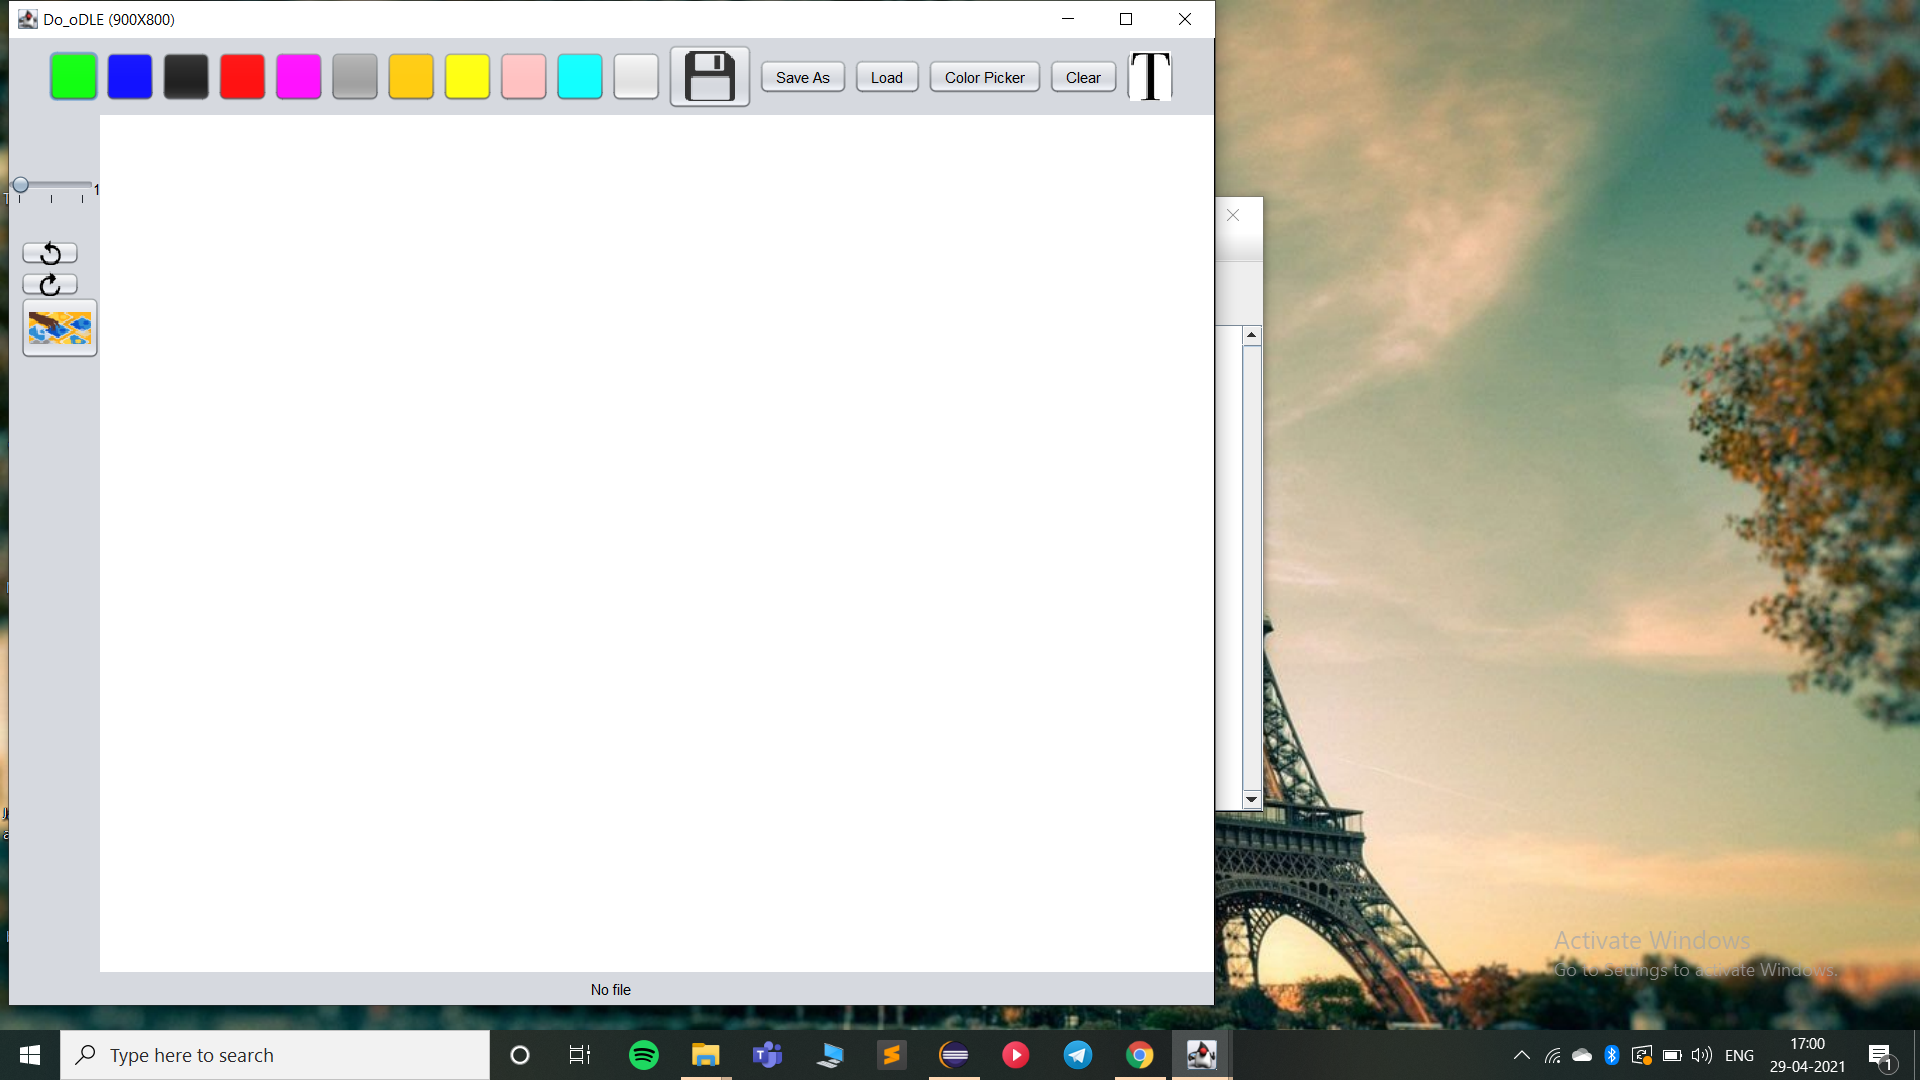 Do_oDLE (900X800)
Save As
Load
Color Picker
Clear
T
1
No file
Activate Windows
Go to Settings to activate Windows.
Type here to search
ENG
17:00
29-04-2021
1